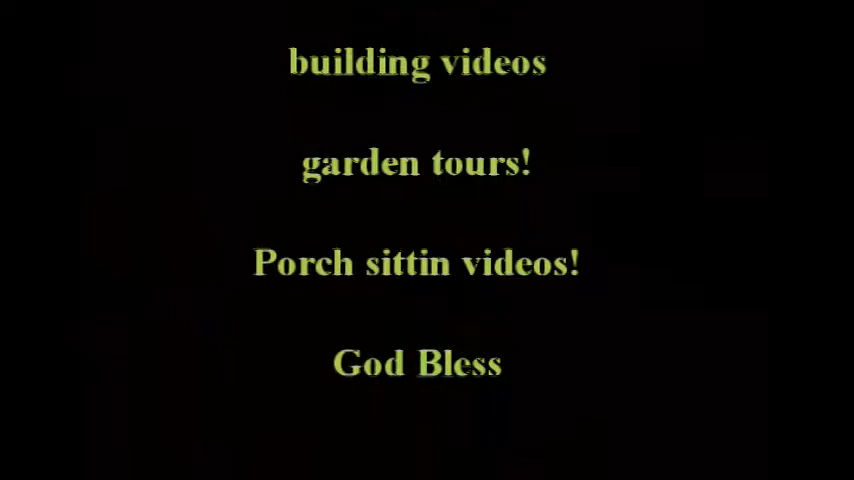 building videos
garden tours!
Porch sittin videos!
God Bless